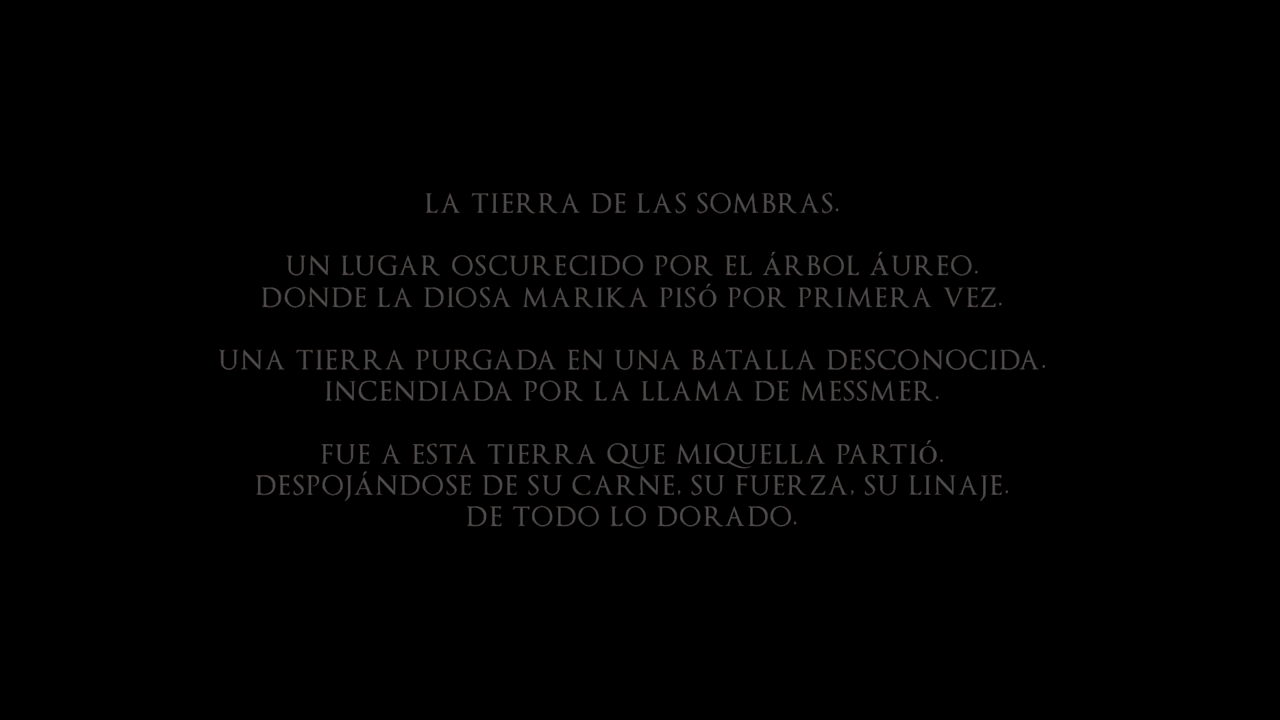 LA TIERRA DE LAS SOMBRAS.
UN LUGAR OSCURECIDO POR EL ÁRBOL ÁUREO.
DONDE LA DIOSA MARIKA PISÓ POR PRIMERA VEZ.
UNA TIERRA PURGADA EN UNA BATALLA DESCONOCIDA.
INCENDIADA POR LA LLAMA DE MESSMER.
FUE A ESTA TIERRA QUE MIQUELLA PARTIÓ.
DESPOJÁNDOSE DE SU CARNE, SU FUERZA, SU LINAJE.
DE TODO LO DORADO.